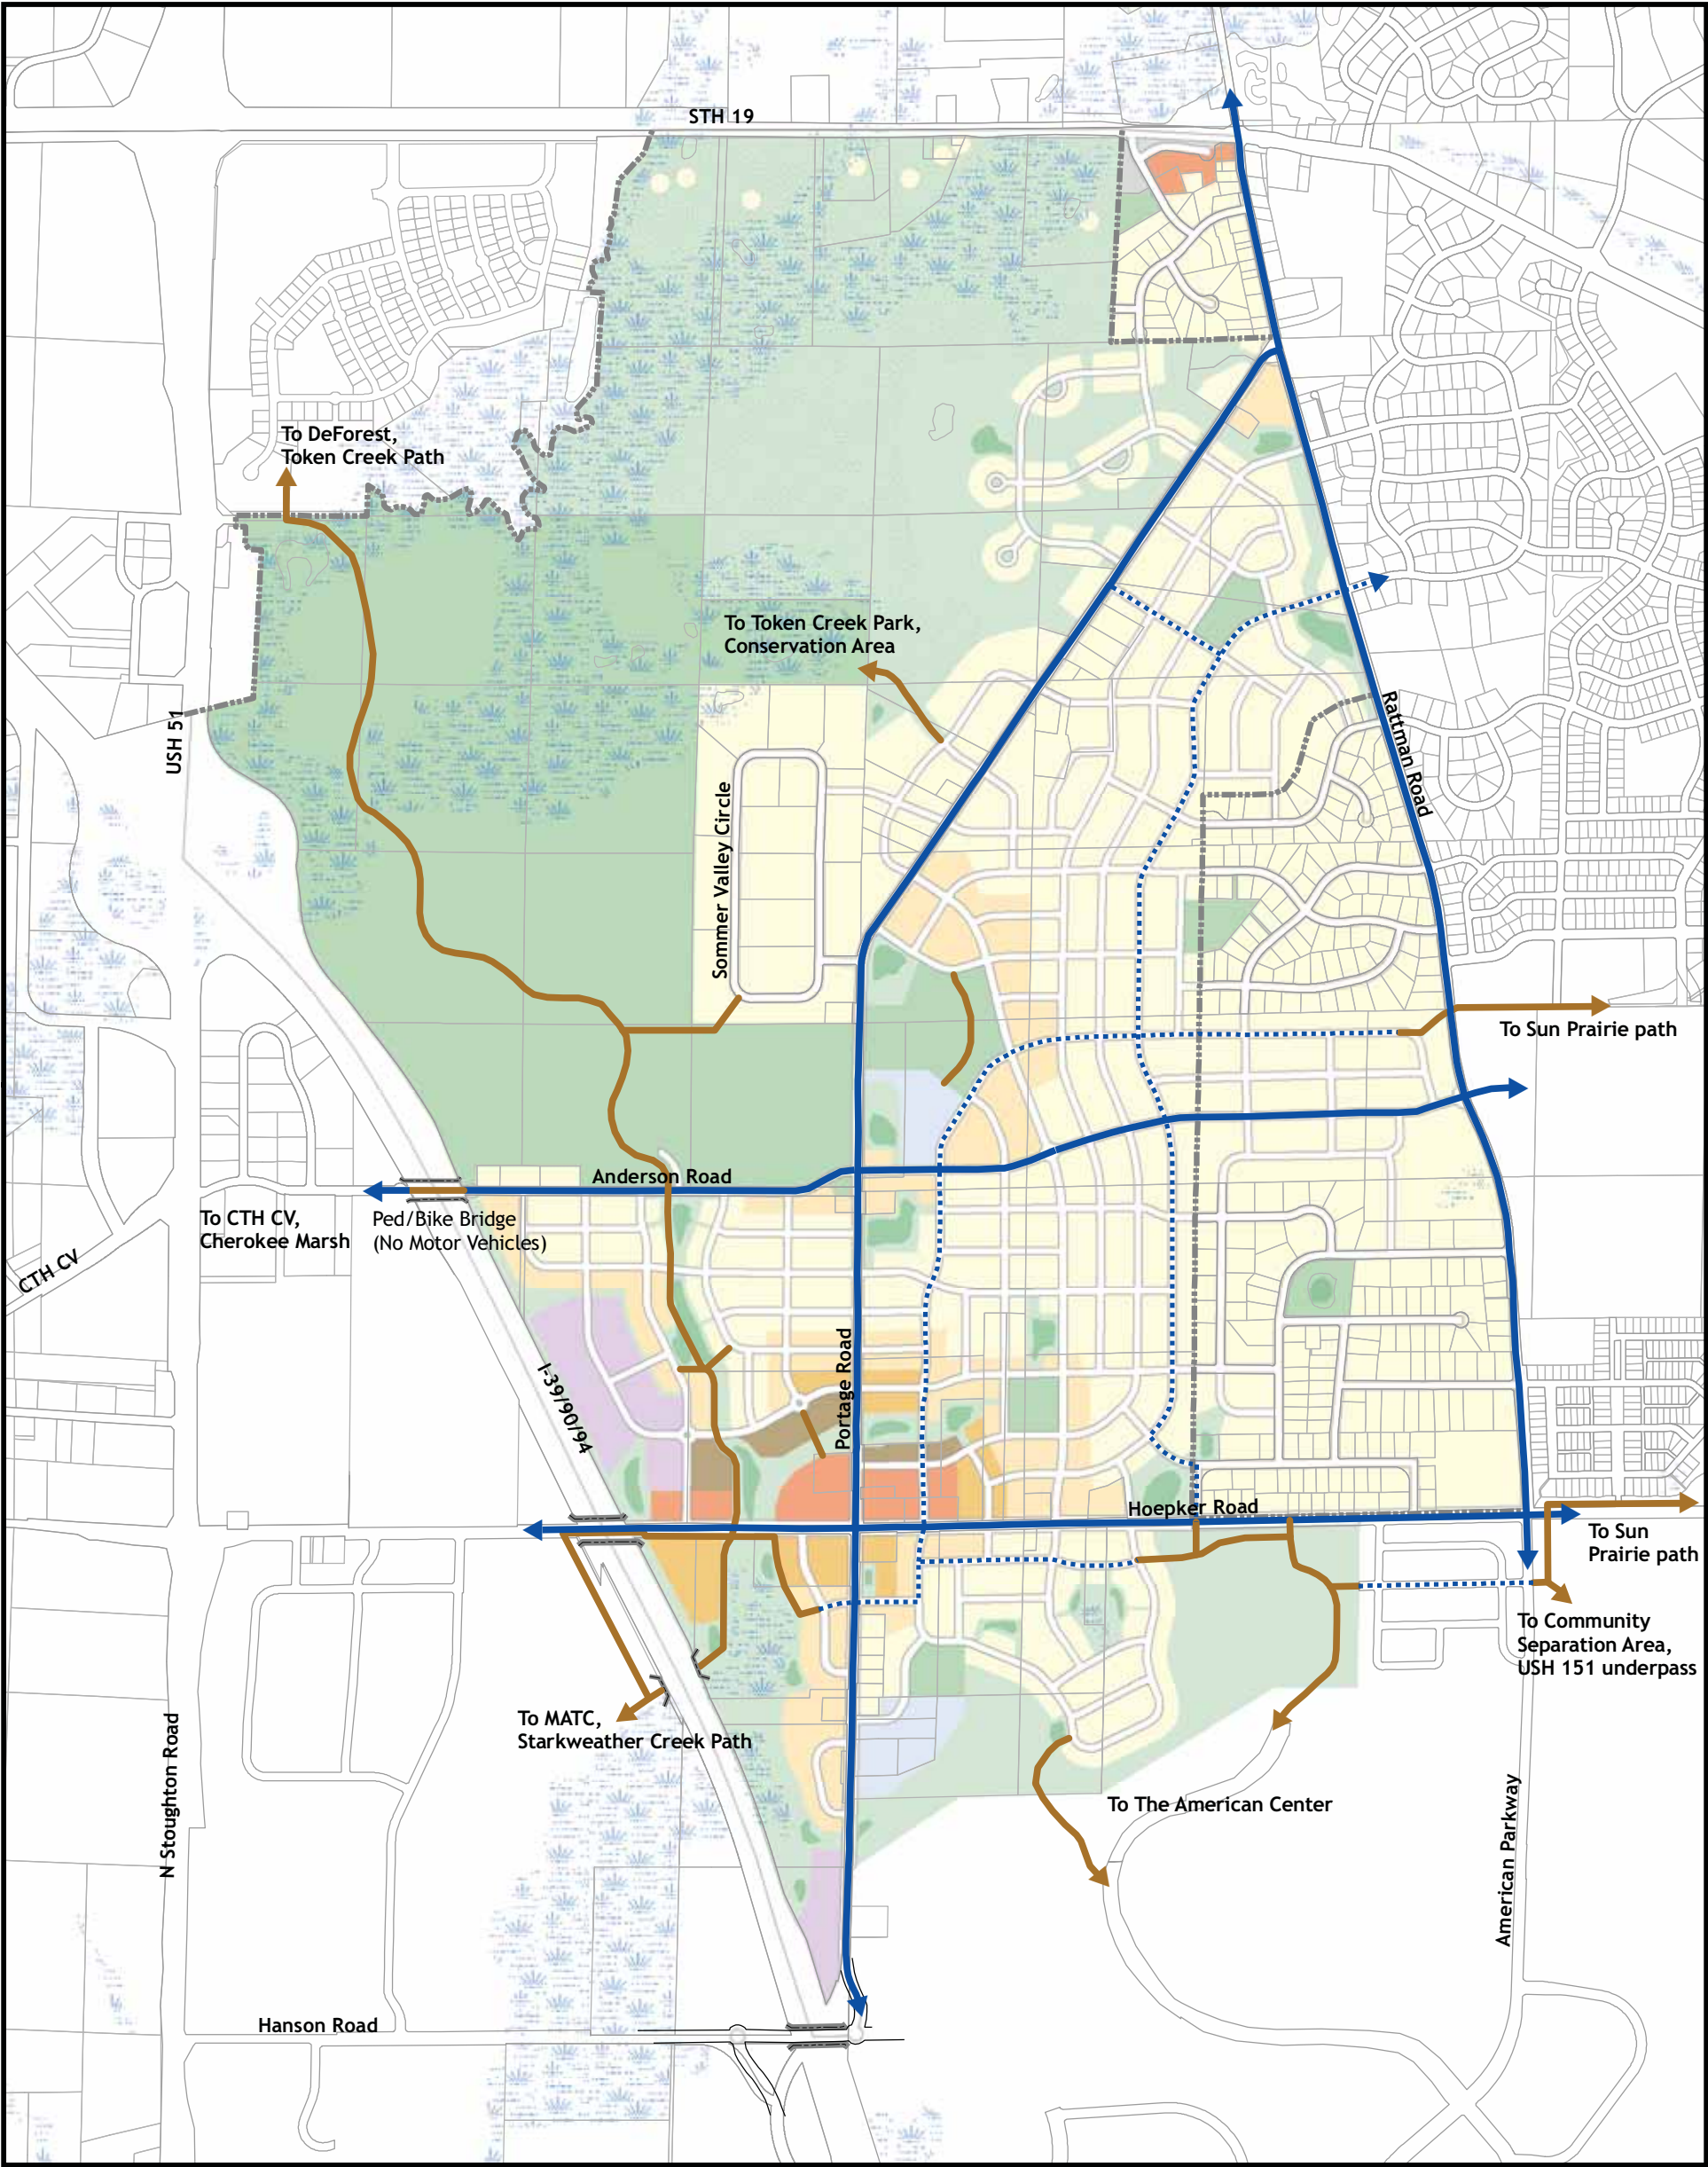 STH 19
To DeForest,
Token Creek Path
To Token Creek Park,
Conservation Area
USH 51
Rattman Road
Sommer Valley Circle
To Sun Prairie path
Anderson Road
To CTH CV,
Cherokee Marsh
Ped/Bike Bridge
(No Motor Vehicles)
CTH CV
Portage Road
I-39/90/94
Hoepker Road
To Sun
Prairie path
To Community
Separation Area,
USH 151 underpass
To MATC,
Starkweather Creek Path
N Stoughton Road
To The American Center
American Parkway
Hanson Road